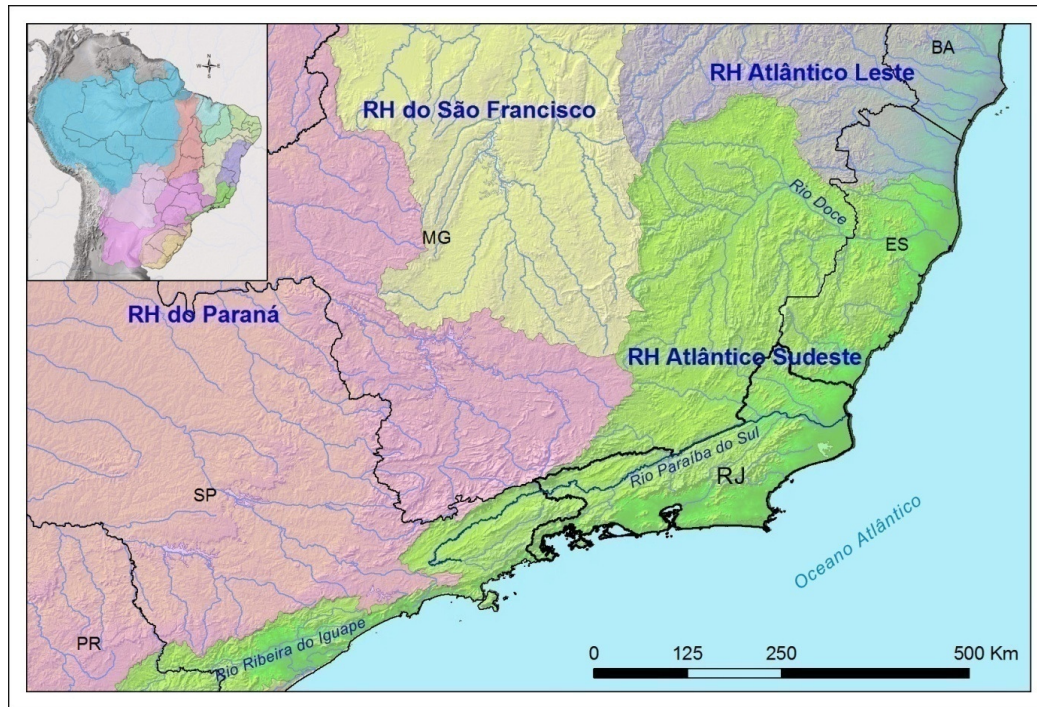 N
W E
S
BA
RH Atlântico Leste
RH do São Francisco
Rio Doce
MG
ES
RH do Paraná
RH Atlântico Sudeste
Rio Paraíba do Sul
RJ
SP
Oceano Atlântico
Rio Ribeira do Iguape
PR
0 125 250 500 Km